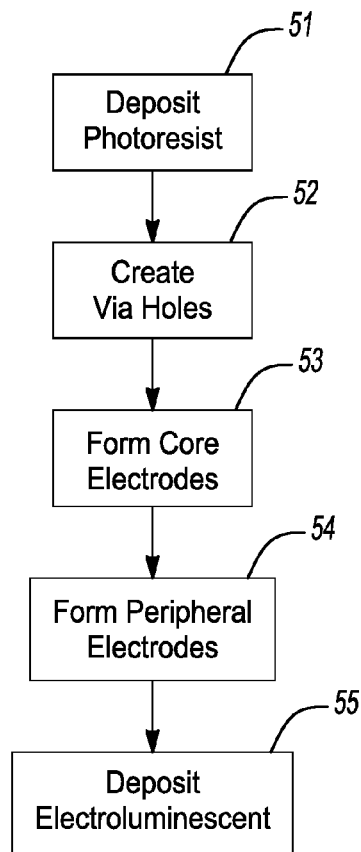 51
Deposit
Photoresist
52
Create
Via Holes
53
Form Core
Electrodes
54
Form Peripheral
Electrodes
55
Deposit
Electroluminescent